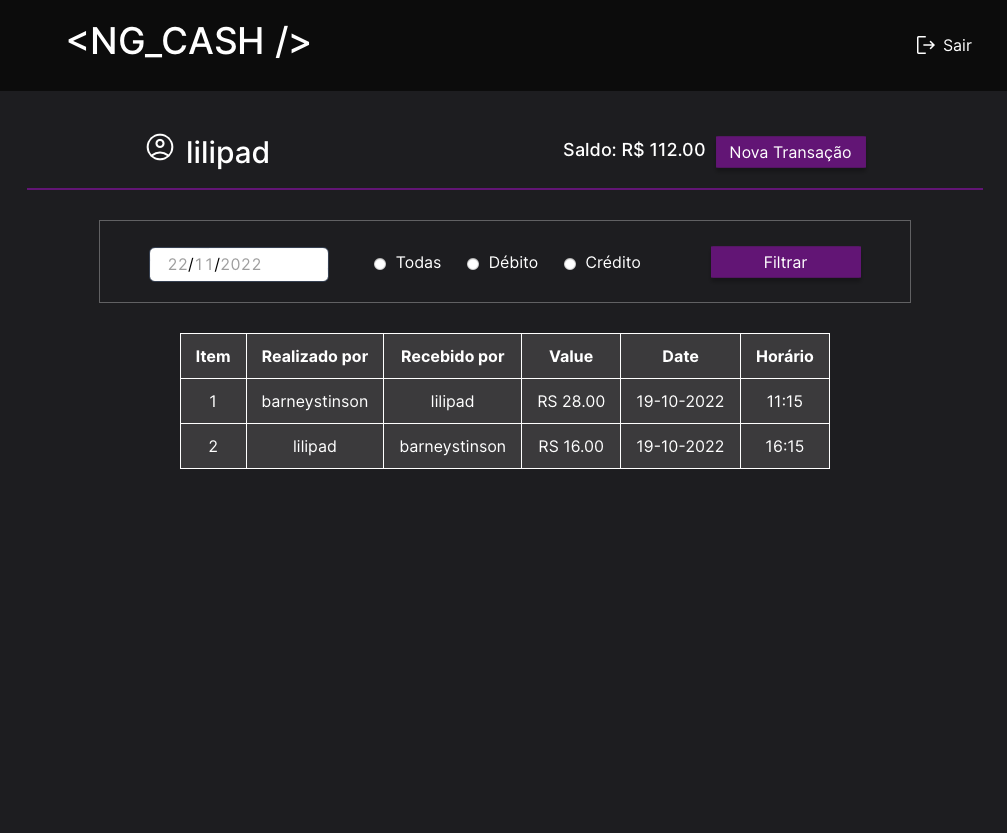 <NG_CASH />
Sair
lilipad
Saldo: R$ 112.00
Nova Transação
22/11/2022
Todas
Débito
Crédito
Filtrar
Item Realizado por Recebido por Value Date Horário
1 barneystinson lilipad RS 28.00 19-10-2022 11:15
2 lilipad barneystinson RS 16.00 19-10-2022 16:15